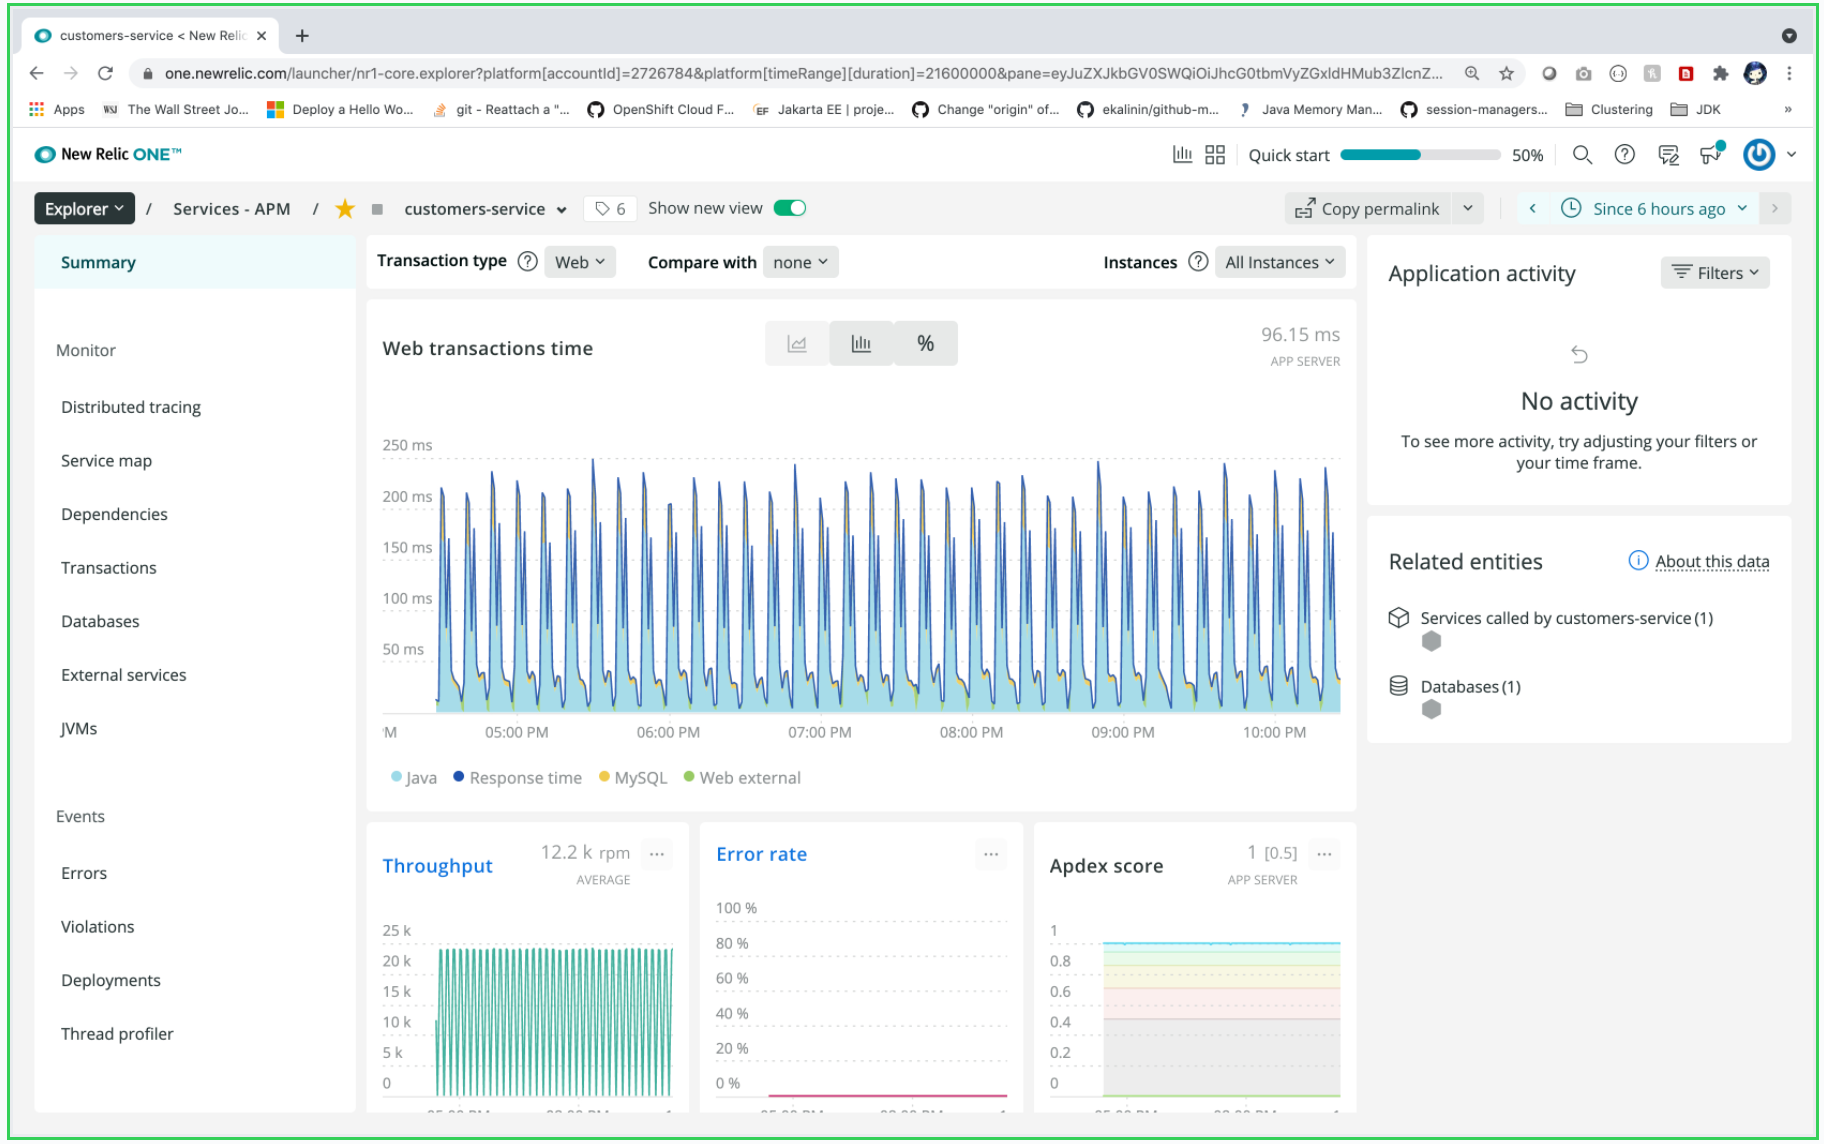 customers-service < New Relic
one.newrelic.com/launcher/nr1-core.explorer?platform[accountId]=2726784&platform[timeRange][duration]=21600000&pane=eyJuZXJkbGV0SWQiOiJhcG0tbmVyZGxldHMub3ZlcnZ...
Apps
WSJ The Wall Street Jo...
Deploy a Hello Wo...
git - Reattach a "...
OpenShift Cloud F...
EF Jakarta EE | proje...
Change "origin" of...
ekalinin/github-m...
Java Memory Man...
session-managers...
Clustering
JDK
»
New Relic ONE™
Quick start 50%
Explorer / Services - APM / customers-service 6 Show new view
Copy permalink
Since 6 hours ago
Summary
Monitor
Distributed tracing
Service map
Dependencies
Transactions
Databases
External services
JVMs
Events
Errors
Violations
Deployments
Thread profiler
Transaction type ? Web Compare with none Instances ? All Instances
Web transactions time
%
96.15 ms
APP SERVER
250 ms
200 ms
150 ms
100 ms
50 ms
05:00 PM 06:00 PM 07:00 PM 08:00 PM 09:00 PM 10:00 PM
Java Response time MySQL Web external
Throughput
12.2 k rpm
AVERAGE
...
25 k
20 k
15 k
10 k
5 k
0
Error rate
...
100 %
80 %
60 %
40 %
20 %
0 %
Apdex score
1 [0.5]
APP SERVER
...
1
0.8
0.6
0.4
0.2
0
Application activity
Filters
No activity
To see more activity, try adjusting your filters or
your time frame.
Related entities
About this data
Services called by customers-service (1)
Databases (1)